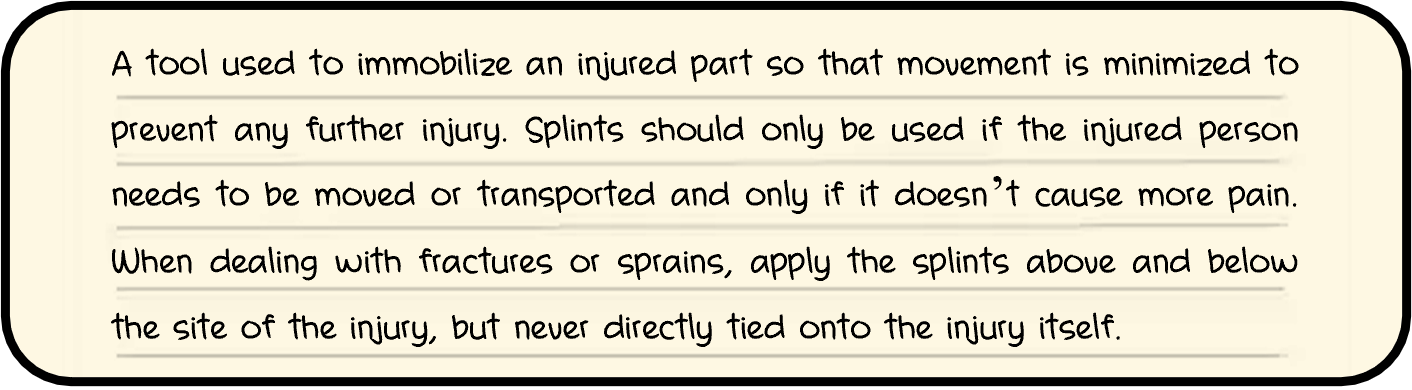 A tool used to immobilize an injured part so that movement is minimized to
prevent any further injury. Splints should only be used if the injured person
needs to be moved or transported and only if it doesn't cause more pain.
When dealing with fractures or sprains, apply the splints above and below
the site of the injury, but never directly tied onto the injury itself.